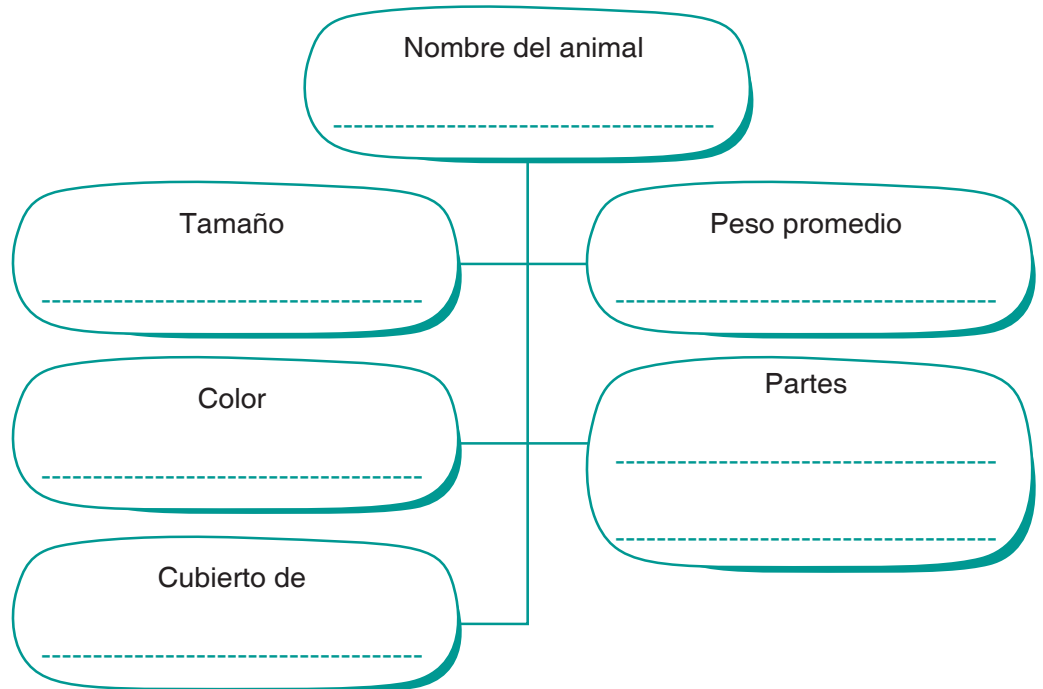 Nombre del animal
Tamaño
Peso promedio
Color
Partes
Cubierto de